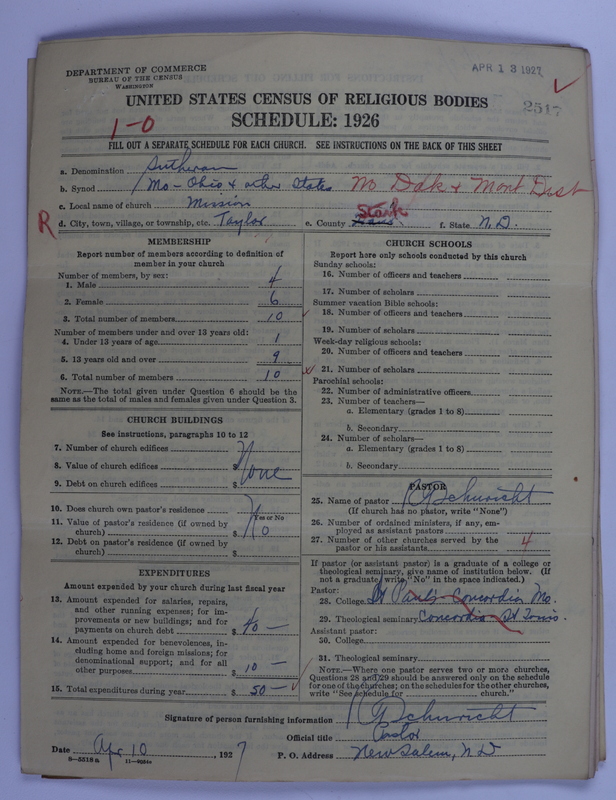 DEPARTMENT OF COMMERCE
BUREAU OF THE CENSUS
WASHINGTON
APR 13 1927
UNITED STATES CENSUS OF RELIGIOUS BODIES
2517
SCHEDULE: 1926
1-0
FILL OUT A SEPARATE SCHEDULE FOR EACH CHURCH. SEE INSTRUCTIONS ON THE BACK OF THIS SHEET
a. Denomination Lutheran
b. Synod Mo-Ohio & other States No Dak & Mont Dist
c. Local name of church Mission
R d. City, town, village, or township, etc. Taylor e. County Stark f. State N.D.
MEMBERSHIP
Report number of members according to definition of
member in your church
Number of members, by sex:
1. Male 4
2. Female 6
3. Total number of members 10
Number of members under and over 13 years old:
4. Under 13 years of age 1
5. 13 years old and over 9
6. Total number of members 10
NOTE.—The total given under Question 6 should be the
same as the total of males and females given under Question 3.
CHURCH BUILDINGS
See instructions, paragraphs 10 to 12
7. Number of church edifices
8. Value of church edifices $ None
9. Debt on church edifices $
10. Does church own pastor's residence
Yes or No
11. Value of pastor's residence (if owned by
church) $ No
12. Debt on pastor's residence (if owned by
church) $
EXPENDITURES
Amount expended by your church during last fiscal year
13. Amount expended for salaries, repairs,
and other running expenses; for im-
provements or new buildings; and for
payments on church debt $ 40 —
14. Amount expended for benevolences, in-
cluding home and foreign missions; for
denominational support; and for all
other purposes $ 10 —
15. Total expenditures during year $ 50 —
CHURCH SCHOOLS
Report here only schools conducted by this church
Sunday schools:
16. Number of officers and teachers
17. Number of scholars
Summer vacation Bible schools:
18. Number of officers and teachers
19. Number of scholars
Week-day religious schools:
20. Number of officers and teachers
21. Number of scholars
Parochial schools:
22. Number of administrative officers
23. Number of teachers—
a. Elementary (grades 1 to 8)
b. Secondary
24. Number of scholars—
a. Elementary (grades 1 to 8)
b. Secondary
PASTOR
25. Name of pastor Schuricht
(If church has no pastor, write "None")
26. Number of ordained ministers, if any, em-
ployed as assistant pastors
27. Number of other churches served by the
pastor or his assistants 4
If pastor (or assistant pastor) is a graduate of a college or
theological seminary, give name of institution below. (If
not a graduate, write "No" in the space indicated.)
Pastor:
28. College St Pauls-Concordia Mo.
29. Theological seminary Concordia St Louis.
Assistant pastor:
30. College
31. Theological seminary
NOTE.—Where one pastor serves two or more churches,
Questions 28 and 29 should be answered only on the schedule
for one of the churches; on the schedules for the other churches,
write "See schedule for church."
Signature of person furnishing information Schuricht
Official title Pastor
Date Apr 10, 1927 P. O. Address New Salem, N D
8—5318a 11—9054